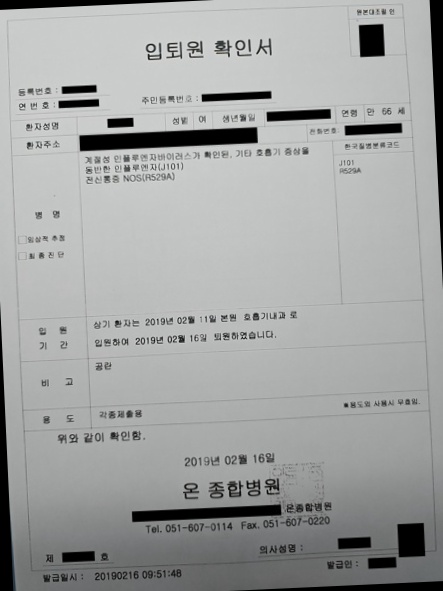 원본대조필 인
입퇴원 확인서
등록번호 :
연 번 호 :
주민등록번호 :
환자성명 성별 여 생년월일 연령 만 66 세
환자주소 전화번호
병 명
계절성 인플루엔자바이러스가 확인된, 기타 호흡기 증상을
동반한 인플루엔자(J101)
전신통증 NOS(R529A)
한국질병분류코드
J101
R529A
임상적 추정
최 종 진 단
입 원
기 간
상기 환자는 2019년 02월 11일 본원 호흡기내과 로
입원하여 2019년 02월 16일 퇴원하였습니다.
비 고
공란
용 도 각종제출용 ※용도외 사용시 무효임.
위와 같이 확인함.
2019년 02월 16일
온 종합병원
온종합병원
Tel. 051-607-0114 Fax. 051-607-0220
제 호 의사성명 :
발급일시 : 20190216 09:51:48 발급인 :